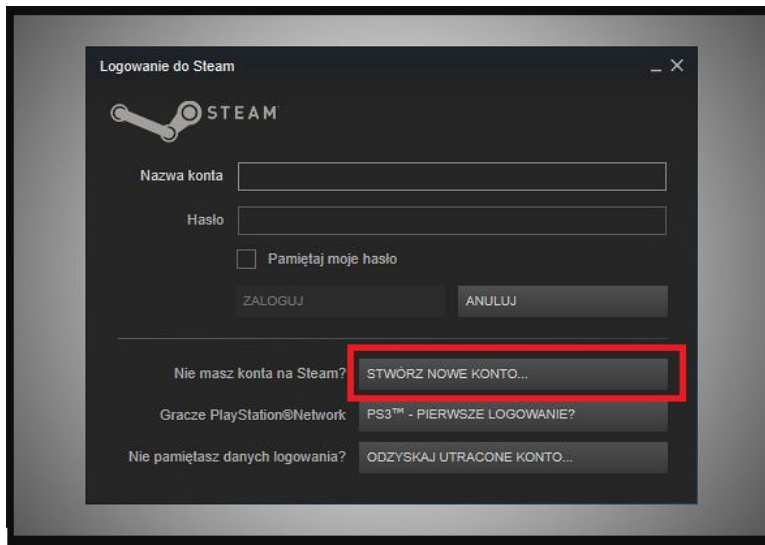 Logowanie do Steam
STEAM
Nazwa konta
Hasło
Pamiętaj moje hasło
ZALOGUJ ANULUJ
Nie masz konta na Steam? STWÓRZ NOWE KONTO...
Gracze PlayStation®Network PS3™ - PIERWSZE LOGOWANIE?
Nie pamiętasz danych logowania? ODZYSKAJ UTRACONE KONTO...